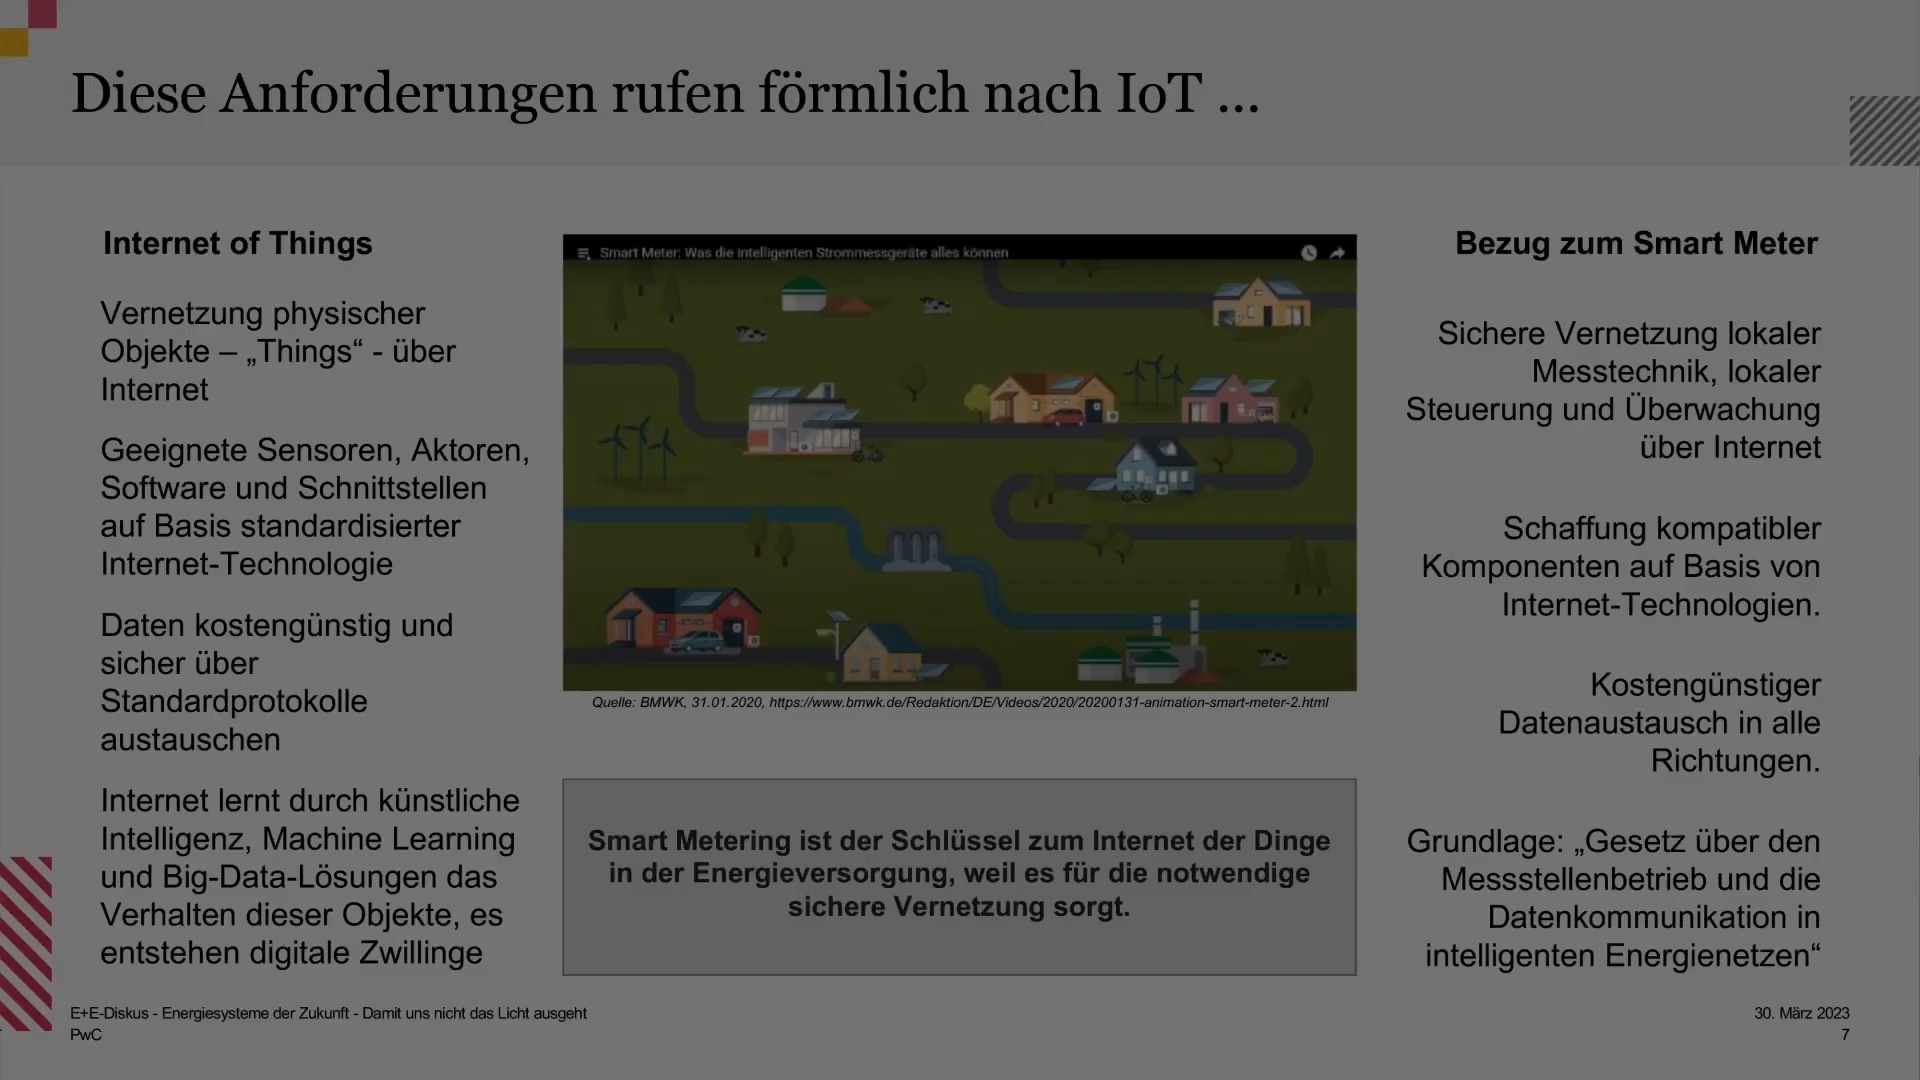 Diese Anforderungen rufen förmlich nach IoT ...
Internet of Things
Vernetzung physischer
Objekte – „Things“ - über
Internet
Geeignete Sensoren, Aktoren,
Software und Schnittstellen
auf Basis standardisierter
Internet-Technologie
Daten kostengünstig und
sicher über
Standardprotokolle
austauschen
Internet lernt durch künstliche
Intelligenz, Machine Learning
und Big-Data-Lösungen das
Verhalten dieser Objekte, es
entstehen digitale Zwillinge
Smart Meter: Was die intelligenten Strommessgeräte alles können
Quelle: BMWK, 31.01.2020, https://www.bmwk.de/Redaktion/DE/Videos/2020/20200131-animation-smart-meter-2.html
Smart Metering ist der Schlüssel zum Internet der Dinge
in der Energieversorgung, weil es für die notwendige
sichere Vernetzung sorgt.
Bezug zum Smart Meter
Sichere Vernetzung lokaler
Messtechnik, lokaler
Steuerung und Überwachung
über Internet
Schaffung kompatibler
Komponenten auf Basis von
Internet-Technologien.
Kostengünstiger
Datenaustausch in alle
Richtungen.
Grundlage: „Gesetz über den
Messstellenbetrieb und die
Datenkommunikation in
intelligenten Energienetzen“
E+E-Diskus - Energiesysteme der Zukunft - Damit uns nicht das Licht ausgeht
PwC
30. März 2023
7